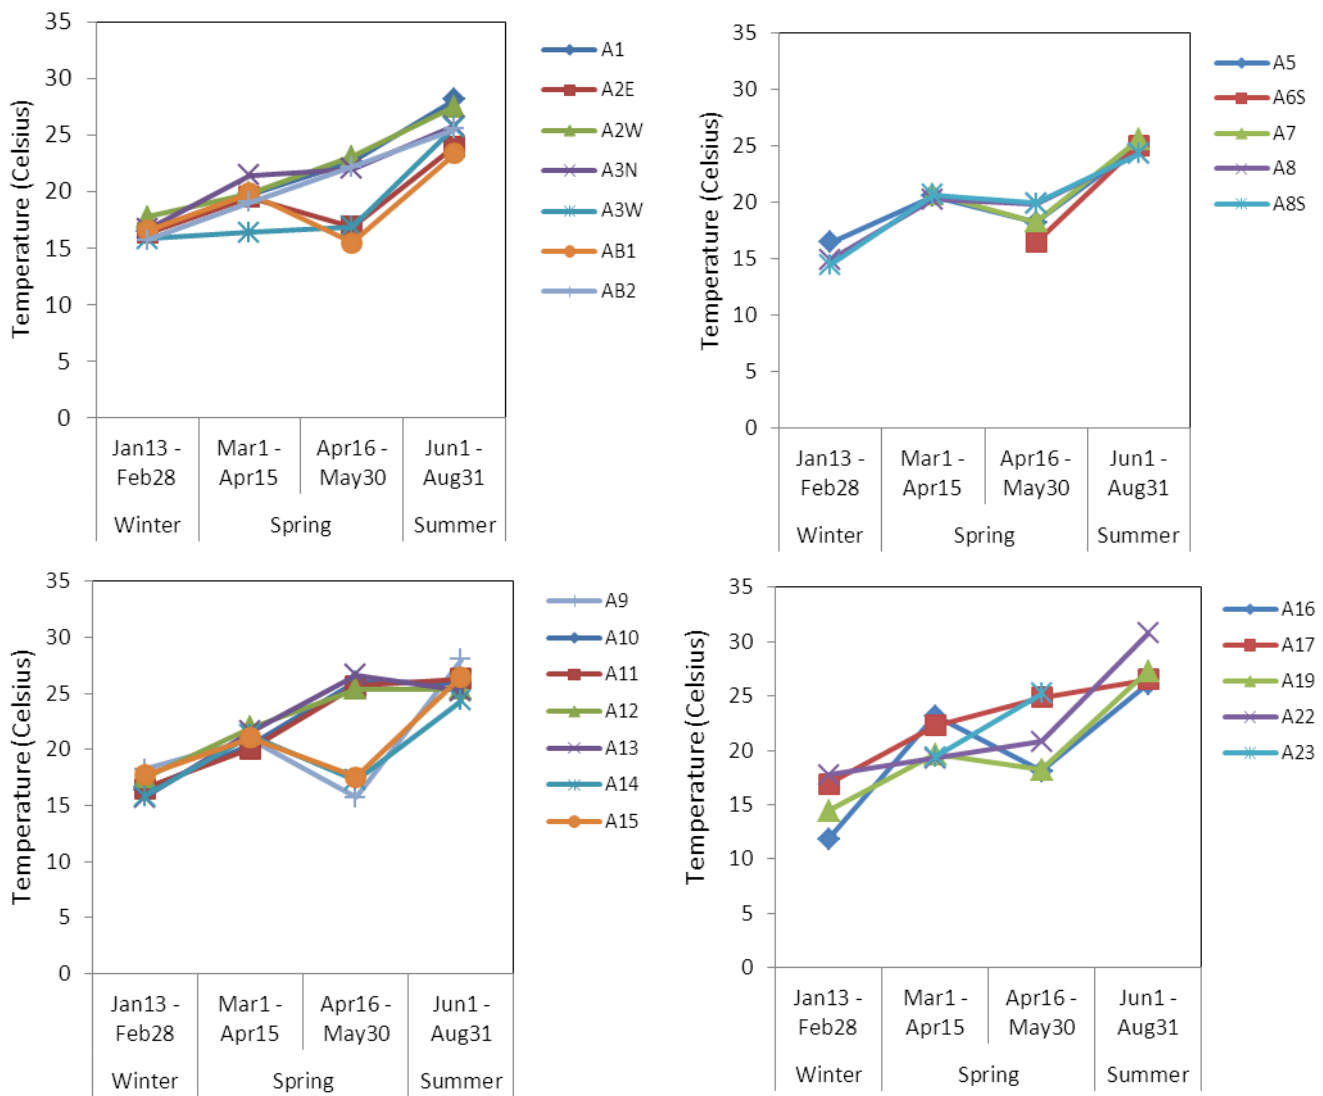 Temperature (Celsius)
35
30
25
20
15
10
5
0
Jan13 -
Feb28
Mar1 -
Apr15
Apr16 -
May30
Jun1 -
Aug31
Winter
Spring
Summer
A1
A2E
A2W
A3N
A3W
AB1
AB2
Temperature (Celsius)
35
30
25
20
15
10
5
0
Jan13 -
Feb28
Mar1 -
Apr15
Apr16 -
May30
Jun1 -
Aug31
Winter
Spring
Summer
A5
A6S
A7
A8
A8S
Temperature (Celsius)
35
30
25
20
15
10
5
0
Jan13 -
Feb28
Mar1 -
Apr15
Apr16 -
May30
Jun1 -
Aug31
Winter
Spring
Summer
A9
A10
A11
A12
A13
A14
A15
Temperature (Celsius)
35
30
25
20
15
10
5
0
Jan13 -
Feb28
Mar1 -
Apr15
Apr16 -
May30
Jun1 -
Aug31
Winter
Spring
Summer
A16
A17
A19
A22
A23